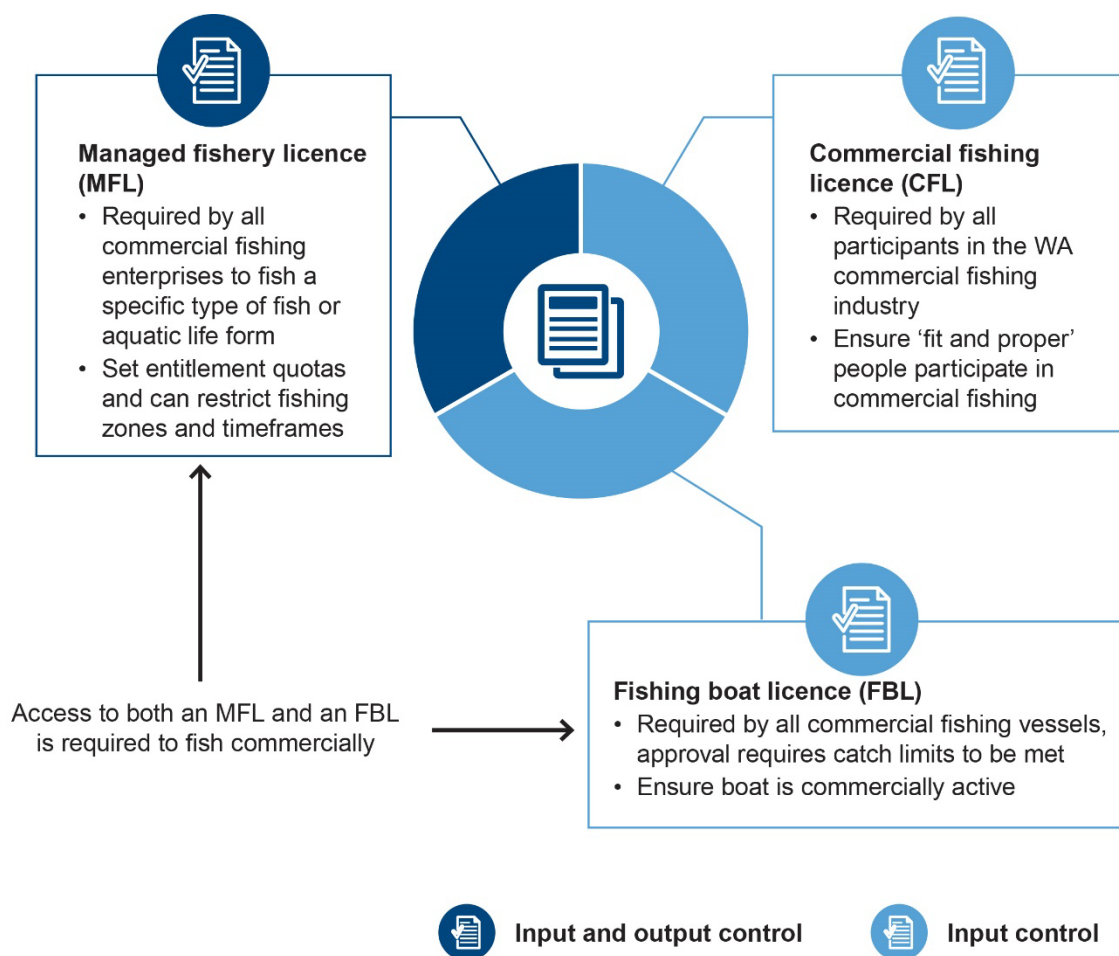 Managed fishery licence
(MFL)
• Required by all
commercial fishing
enterprises to fish a
specific type of fish or
aquatic life form
• Set entitlement quotas
and can restrict fishing
zones and timeframes
Commercial fishing
licence (CFL)
• Required by all
participants in the WA
commercial fishing
industry
• Ensure ‘fit and proper’
people participate in
commercial fishing
Access to both an MFL and an FBL
is required to fish commercially
Fishing boat licence (FBL)
• Required by all commercial fishing vessels,
approval requires catch limits to be met
• Ensure boat is commercially active
Input and output control
Input control